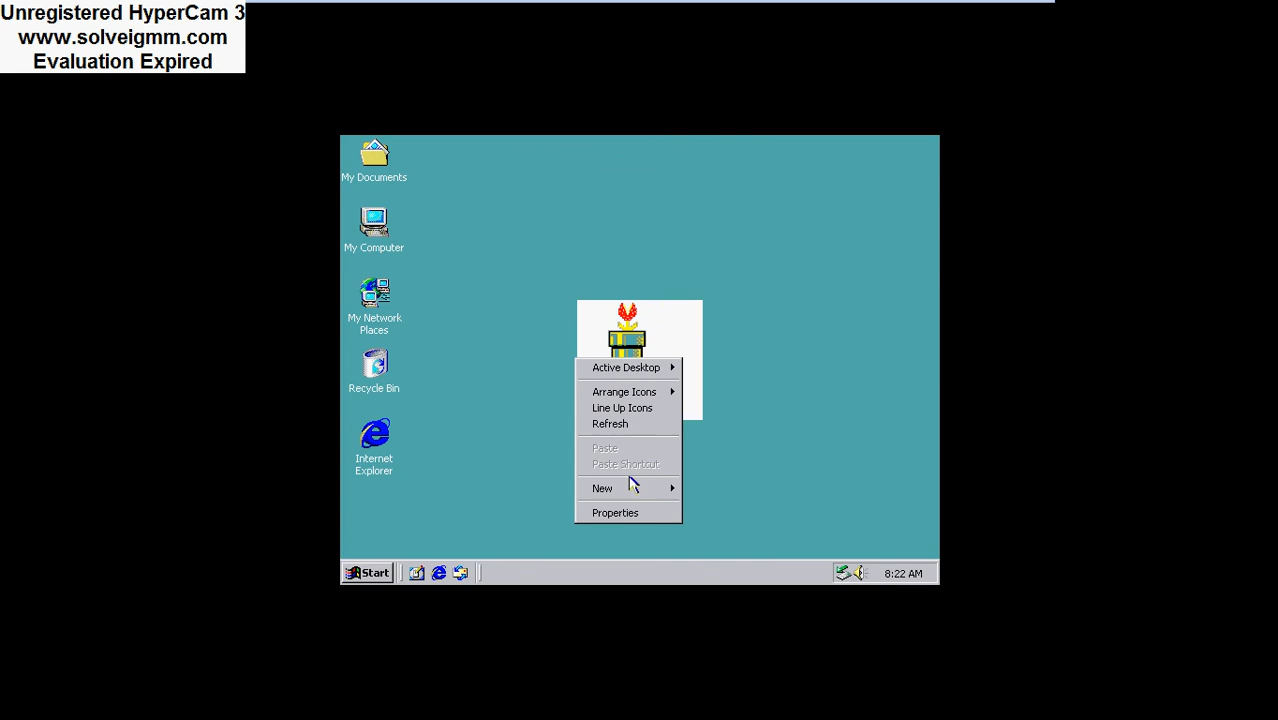 Unregistered HyperCam 3
www.solveigmm.com
Evaluation Expired
My Documents
My Computer
My Network
Places
Recycle Bin
Internet
Explorer
Active Desktop
Arrange Icons
Line Up Icons
Refresh
Paste
Paste Shortcut
New
Properties
Start
8:22 AM